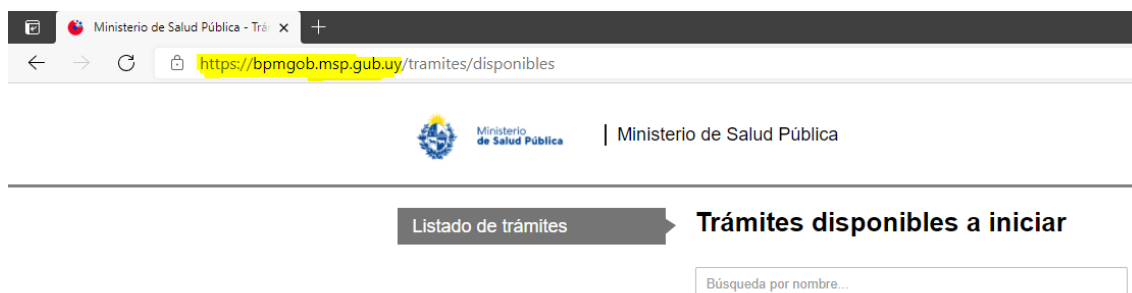 Ministerio de Salud Pública - Trá
https://bpmgob.msp.gub.uy/tramites/disponibles
Ministerio
de Salud Pública
Ministerio de Salud Pública
Listado de trámites
Trámites disponibles a iniciar
Búsqueda por nombre...